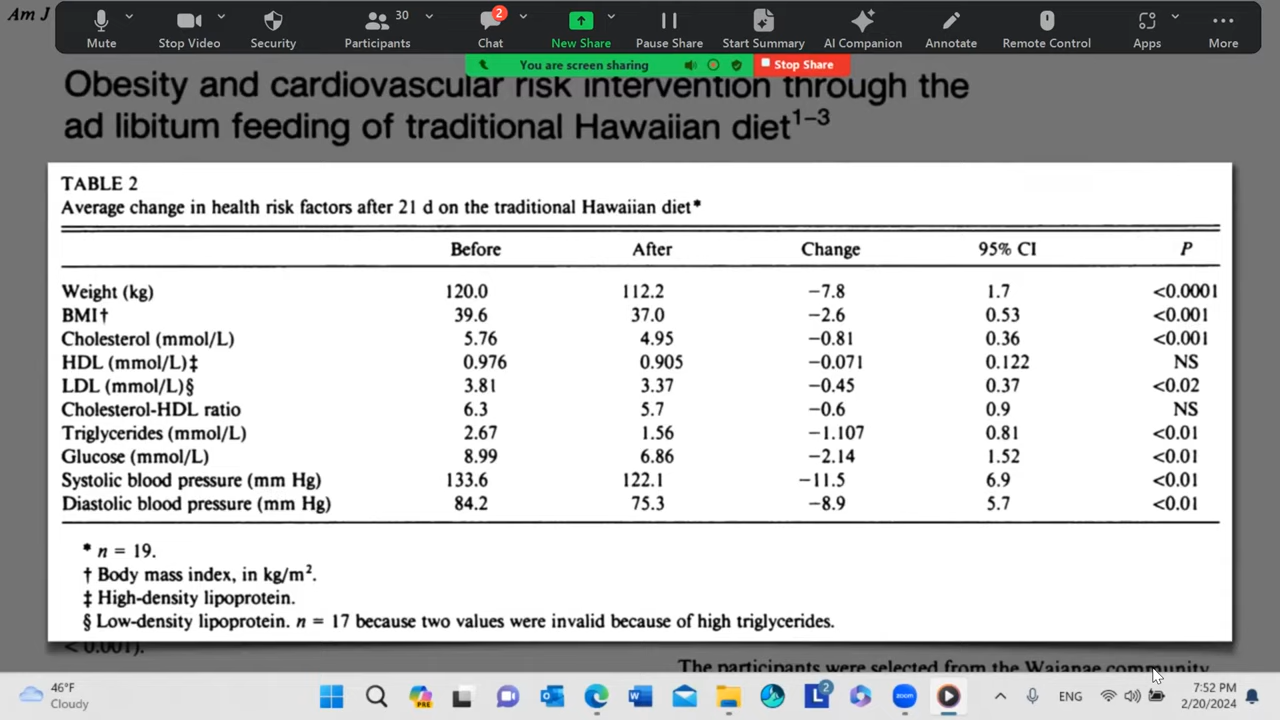 Am J
Mute
Stop Video
Security
30
Participants
2
Chat
New Share
Pause Share
Start Summary
AI Companion
Annotate
Remote Control
Apps
More
You are screen sharing
Stop Share
Obesity and cardiovascular risk intervention through the
ad libitum feeding of traditional Hawaiian diet1–3
TABLE 2
Average change in health risk factors after 21 d on the traditional Hawaiian diet*
Before After Change 95% CI P
Weight (kg) 120.0 112.2 −7.8 1.7 <0.0001
BMI† 39.6 37.0 −2.6 0.53 <0.001
Cholesterol (mmol/L) 5.76 4.95 −0.81 0.36 <0.001
HDL (mmol/L)‡ 0.976 0.905 −0.071 0.122 NS
LDL (mmol/L)§ 3.81 3.37 −0.45 0.37 <0.02
Cholesterol-HDL ratio 6.3 5.7 −0.6 0.9 NS
Triglycerides (mmol/L) 2.67 1.56 −1.107 0.81 <0.01
Glucose (mmol/L) 8.99 6.86 −2.14 1.52 <0.01
Systolic blood pressure (mm Hg) 133.6 122.1 −11.5 6.9 <0.01
Diastolic blood pressure (mm Hg) 84.2 75.3 −8.9 5.7 <0.01
* n = 19.
† Body mass index, in kg/m².
‡ High-density lipoprotein.
§ Low-density lipoprotein. n = 17 because two values were invalid because of high triglycerides.
< 0.001).
The participants were selected from the Waianae community
46°F
Cloudy
PRE
L
2
zoom
ENG
7:52 PM
2/20/2024